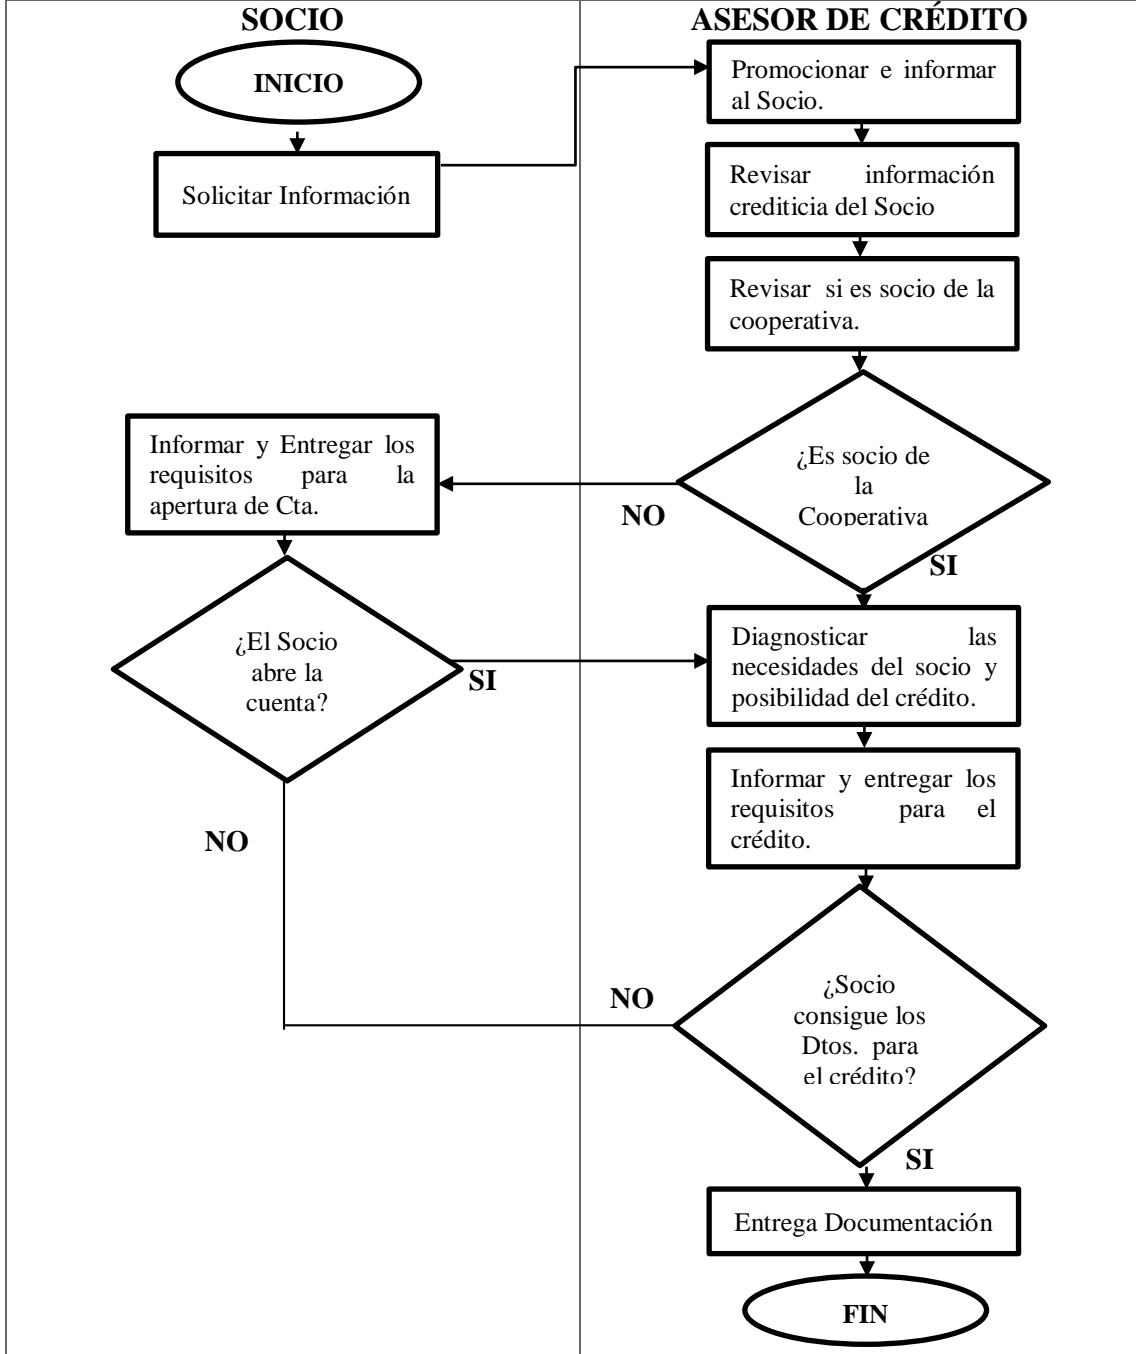 SOCIO
ASESOR DE CRÉDITO
INICIO
Promocionar e informar
al Socio.
Solicitar Información
Revisar información
crediticia del Socio
Revisar si es socio de la
cooperativa.
Informar y Entregar los
requisitos para la
apertura de Cta.
¿Es socio de
la
Cooperativa
NO
SI
¿El Socio
abre la
cuenta?
SI
Diagnosticar las
necesidades del socio y
posibilidad del crédito.
Informar y entregar los
requisitos para el
crédito.
NO
NO
¿Socio
consigue los
Dtos. para
el crédito?
SI
Entrega Documentación
FIN